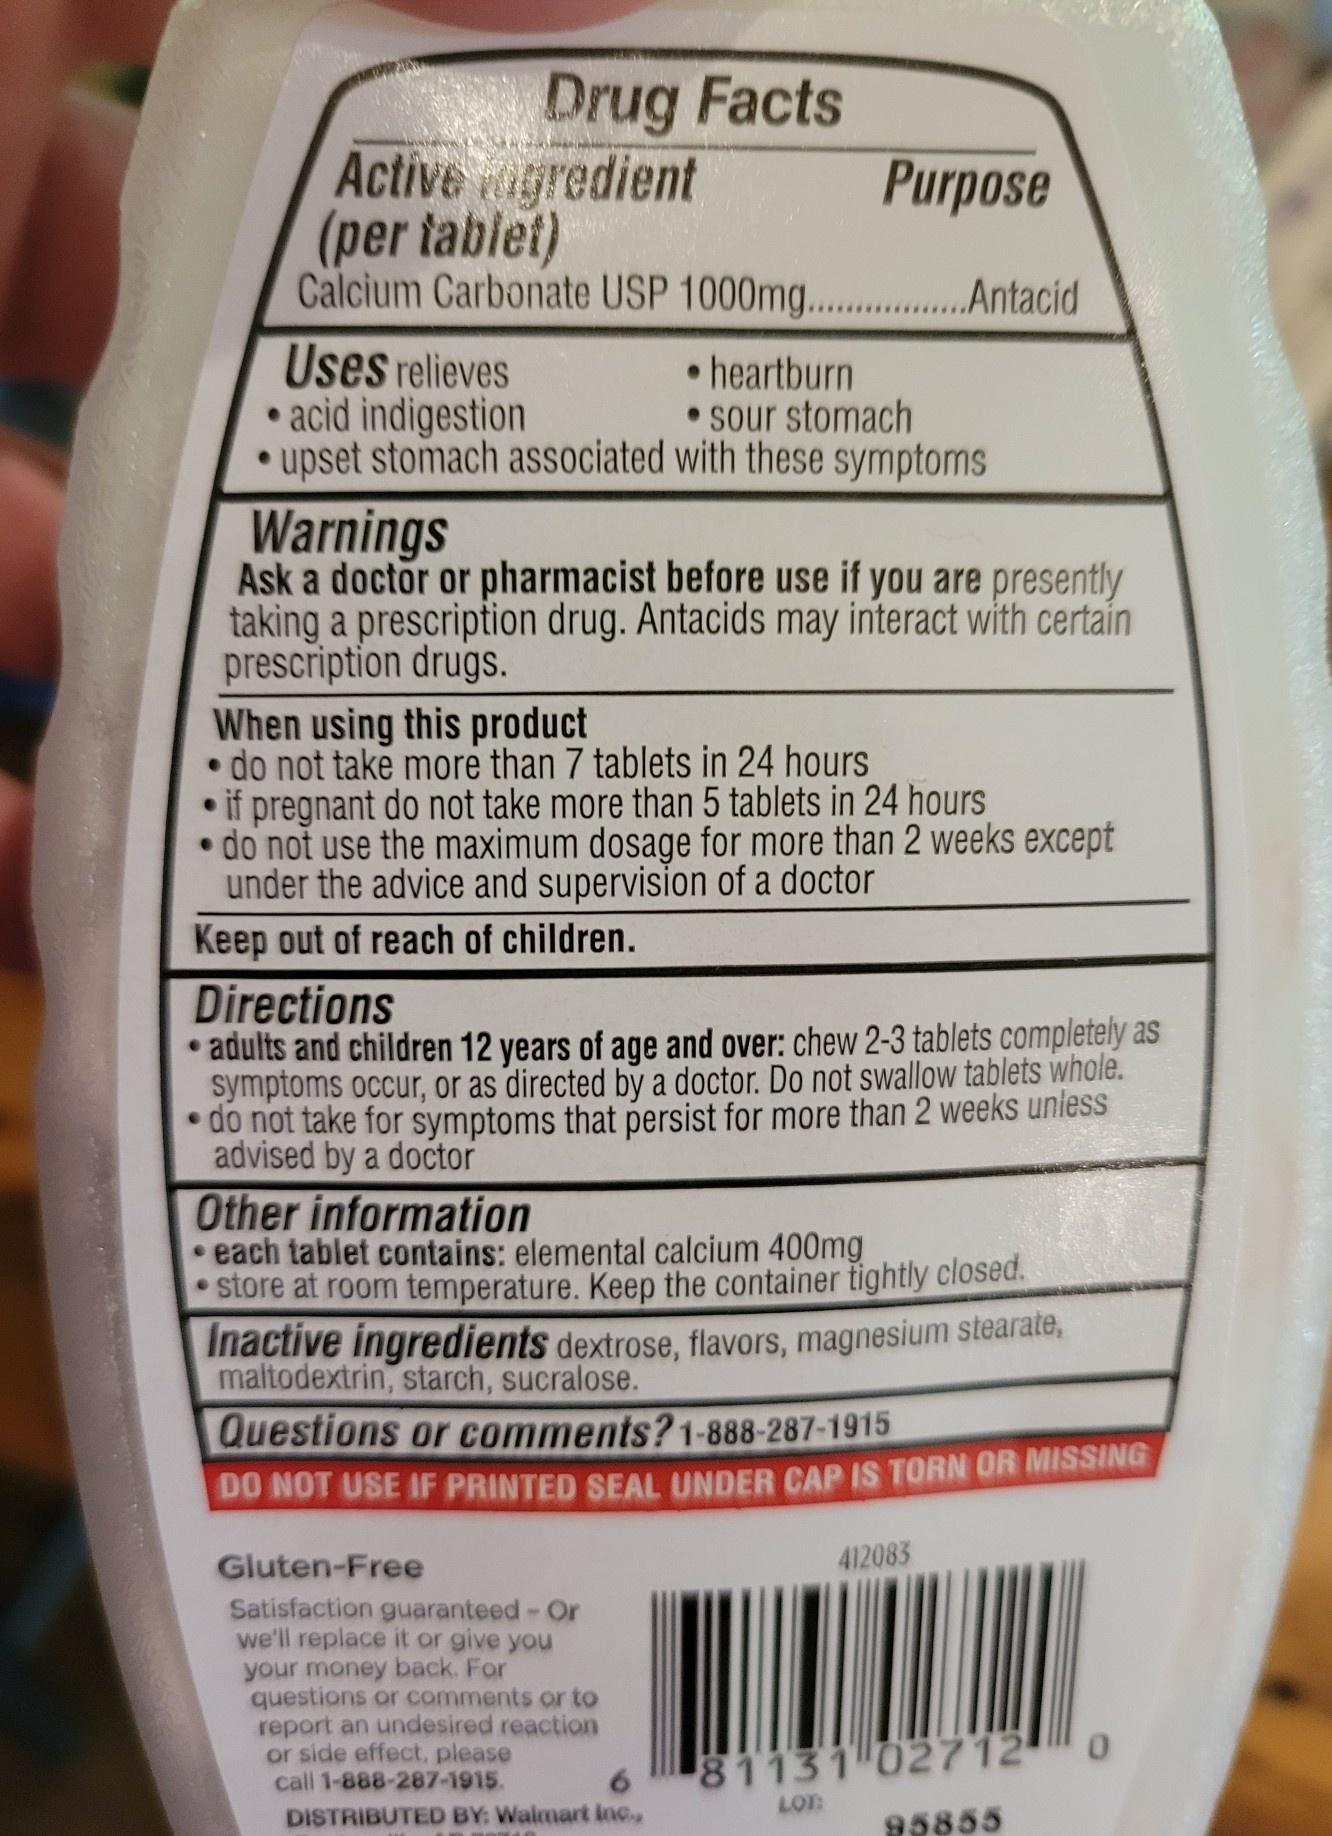 Drug Facts
Active ingredient Purpose
(per tablet)
Calcium Carbonate USP 1000mg..................Antacid
Uses relieves • heartburn
• acid indigestion • sour stomach
• upset stomach associated with these symptoms
Warnings
Ask a doctor or pharmacist before use if you are presently
taking a prescription drug. Antacids may interact with certain
prescription drugs.
When using this product
• do not take more than 7 tablets in 24 hours
• if pregnant do not take more than 5 tablets in 24 hours
• do not use the maximum dosage for more than 2 weeks except
under the advice and supervision of a doctor
Keep out of reach of children.
Directions
• adults and children 12 years of age and over: chew 2-3 tablets completely as
symptoms occur, or as directed by a doctor. Do not swallow tablets whole.
• do not take for symptoms that persist for more than 2 weeks unless
advised by a doctor
Other information
• each tablet contains: elemental calcium 400mg
• store at room temperature. Keep the container tightly closed.
Inactive ingredients dextrose, flavors, magnesium stearate,
maltodextrin, starch, sucralose.
Questions or comments? 1-888-287-1915
DO NOT USE IF PRINTED SEAL UNDER CAP IS TORN OR MISSING
Gluten-Free
Satisfaction guaranteed - Or
we'll replace it or give you
your money back. For
questions or comments or to
report an undesired reaction
or side effect, please
call 1-888-287-1915.
DISTRIBUTED BY: Walmart Inc.,
412083
6 81131 02712 0
LOT:
95855